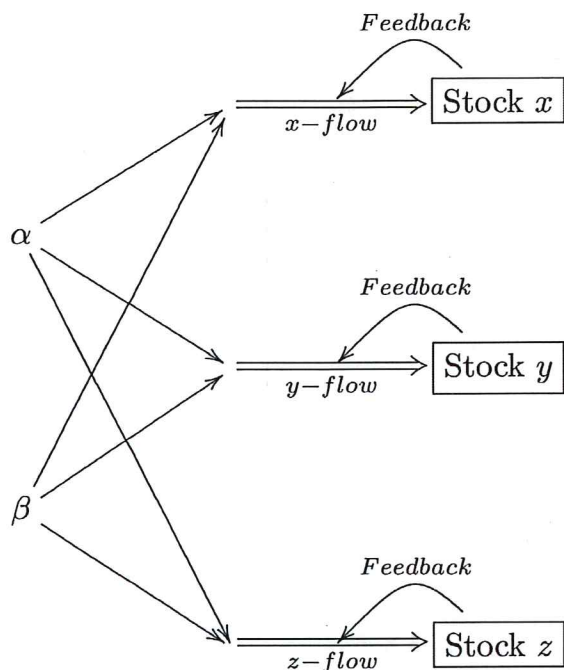 Feedback
Stock x
x−flow
α
Feedback
Stock y
y−flow
β
Feedback
Stock z
z−flow